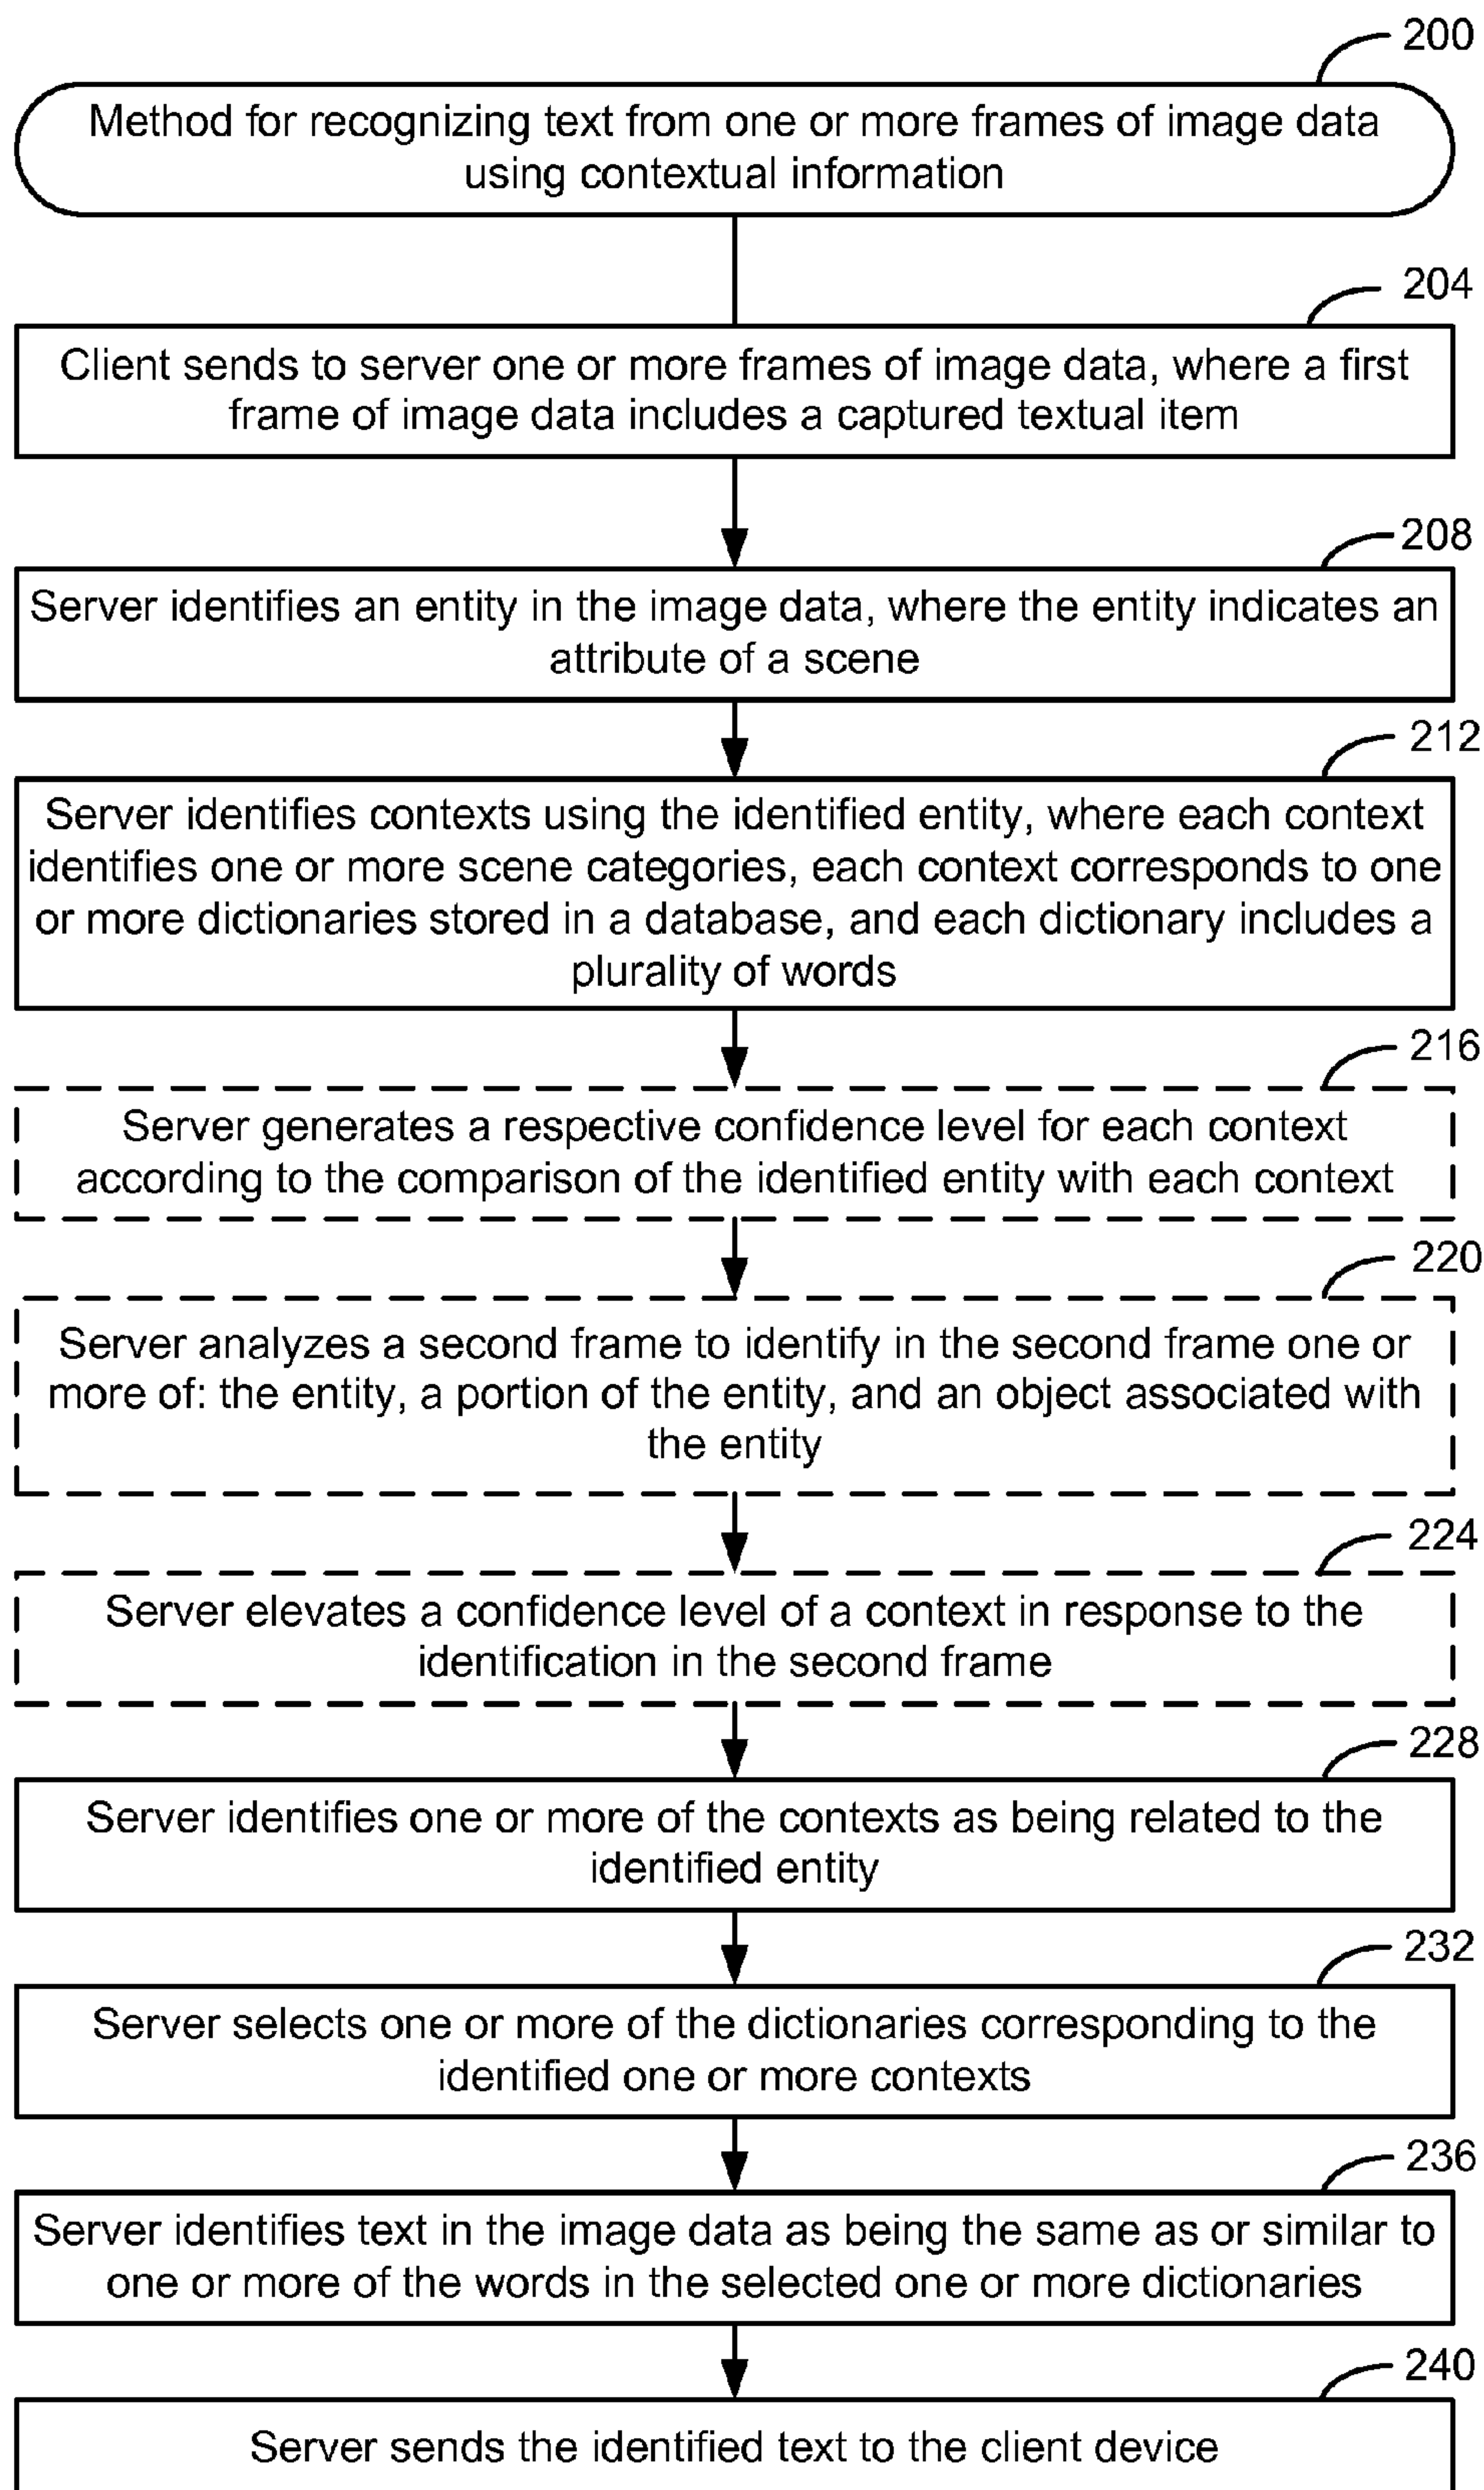 200
Method for recognizing text from one or more frames of image data
using contextual information
204
Client sends to server one or more frames of image data, where a first
frame of image data includes a captured textual item
208
Server identifies an entity in the image data, where the entity indicates an
attribute of a scene
212
Server identifies contexts using the identified entity, where each context
identifies one or more scene categories, each context corresponds to one
or more dictionaries stored in a database, and each dictionary includes a
plurality of words
216
Server generates a respective confidence level for each context
according to the comparison of the identified entity with each context
220
Server analyzes a second frame to identify in the second frame one or
more of: the entity, a portion of the entity, and an object associated with
the entity
224
Server elevates a confidence level of a context in response to the
identification in the second frame
228
Server identifies one or more of the contexts as being related to the
identified entity
232
Server selects one or more of the dictionaries corresponding to the
identified one or more contexts
236
Server identifies text in the image data as being the same as or similar to
one or more of the words in the selected one or more dictionaries
240
Server sends the identified text to the client device